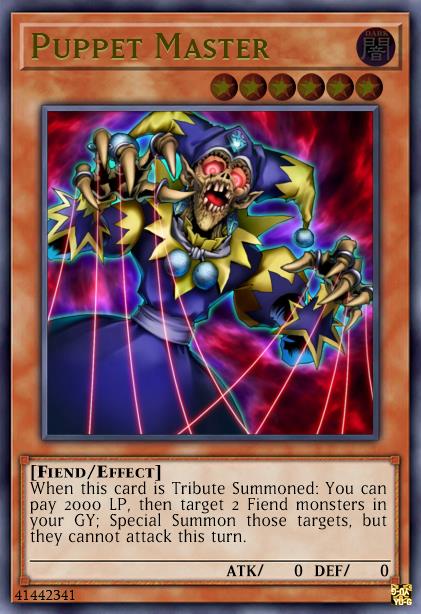 PUPPET MASTER
DARK
闇
[FIEND/EFFECT]
When this card is Tribute Summoned: You can
pay 2000 LP, then target 2 Fiend monsters in
your GY; Special Summon those targets, but
they cannot attack this turn.
ATK/ 0 DEF/ 0
41442341